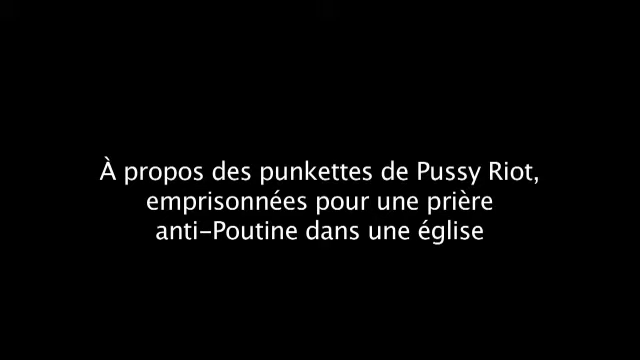 À propos des punkettes de Pussy Riot,
emprisonnées pour une prière
anti-Poutine dans une église